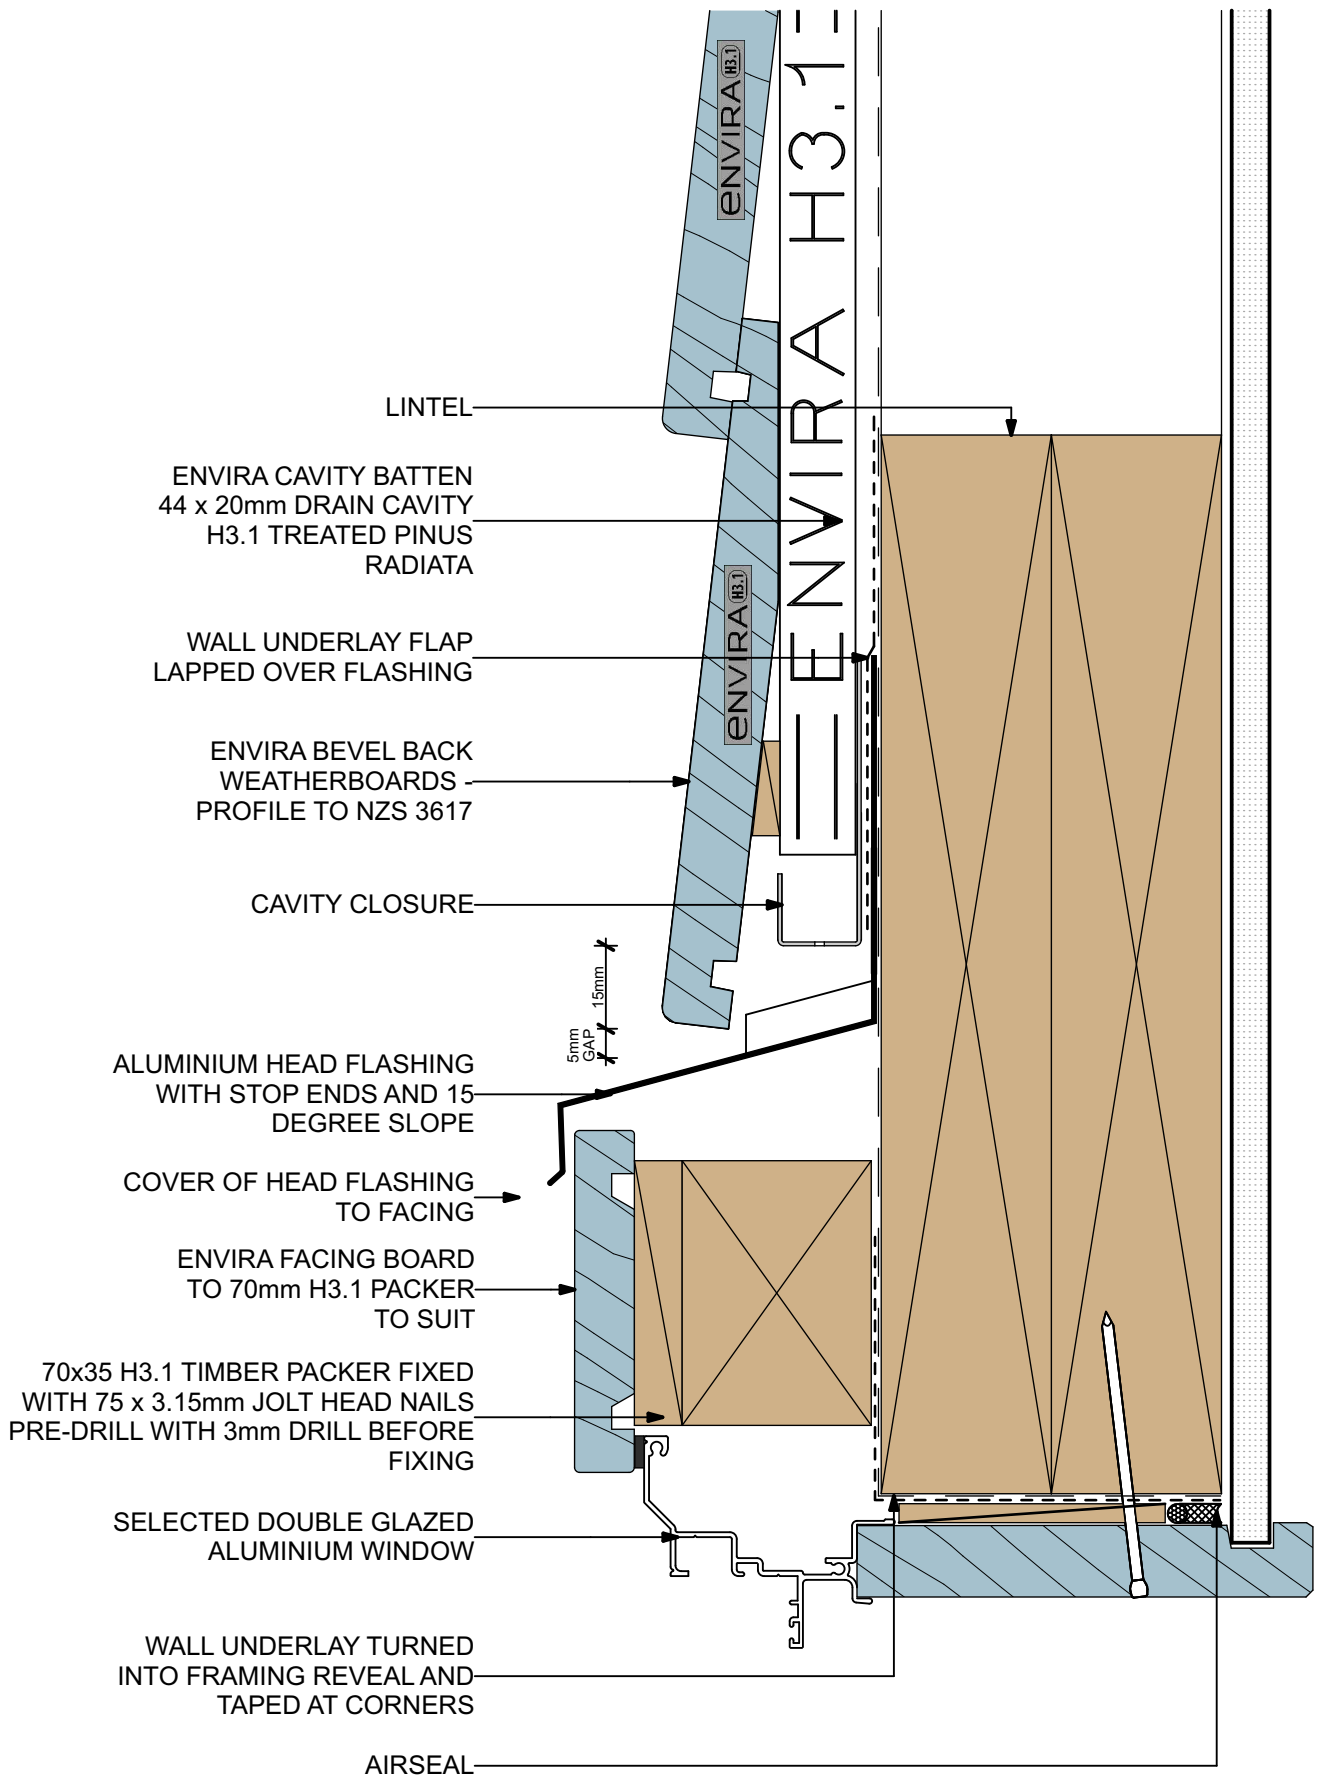 eNVIRA H3.1
ENVIRA H3.1
LINTEL
ENVIRA CAVITY BATTEN
44 x 20mm DRAIN CAVITY
H3.1 TREATED PINUS
RADIATA
eNVIRA H3.1
WALL UNDERLAY FLAP
LAPPED OVER FLASHING
ENVIRA BEVEL BACK
WEATHERBOARDS -
PROFILE TO NZS 3617
CAVITY CLOSURE
15mm
5mm
GAP
ALUMINIUM HEAD FLASHING
WITH STOP ENDS AND 15
DEGREE SLOPE
COVER OF HEAD FLASHING
TO FACING
ENVIRA FACING BOARD
TO 70mm H3.1 PACKER
TO SUIT
70x35 H3.1 TIMBER PACKER FIXED
WITH 75 x 3.15mm JOLT HEAD NAILS
PRE-DRILL WITH 3mm DRILL BEFORE
FIXING
SELECTED DOUBLE GLAZED
ALUMINIUM WINDOW
WALL UNDERLAY TURNED
INTO FRAMING REVEAL AND
TAPED AT CORNERS
AIRSEAL